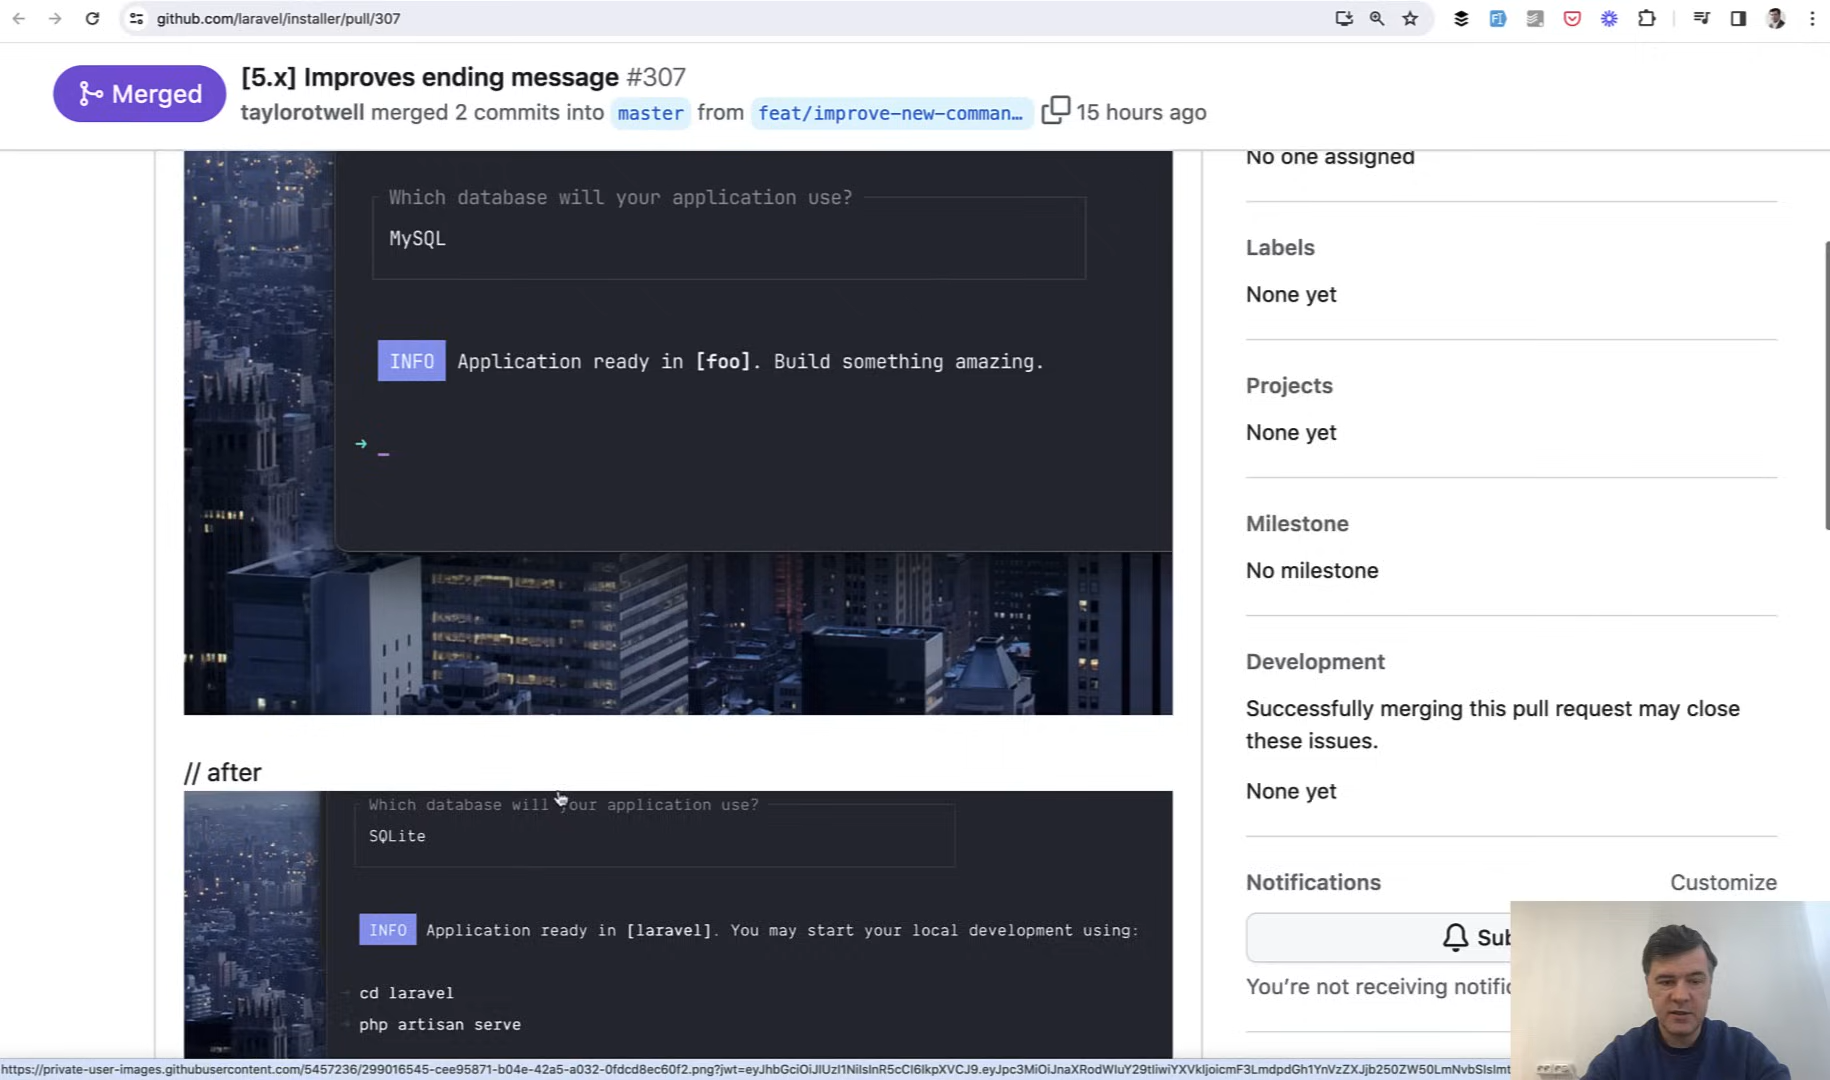 github.com/laravel/installer/pull/307
Merged
[5.x] Improves ending message #307
taylorotwell merged 2 commits into master from feat/improve-new-comman… 15 hours ago
Which database will your application use?
MySQL
INFO Application ready in [foo]. Build something amazing.
➜ _
// after
Which database will your application use?
SQLite
INFO Application ready in [laravel]. You may start your local development using:
cd laravel
php artisan serve
No one assigned
Labels
None yet
Projects
None yet
Milestone
No milestone
Development
Successfully merging this pull request may close
these issues.
None yet
Notifications
Customize
Sub
You're not receiving notific